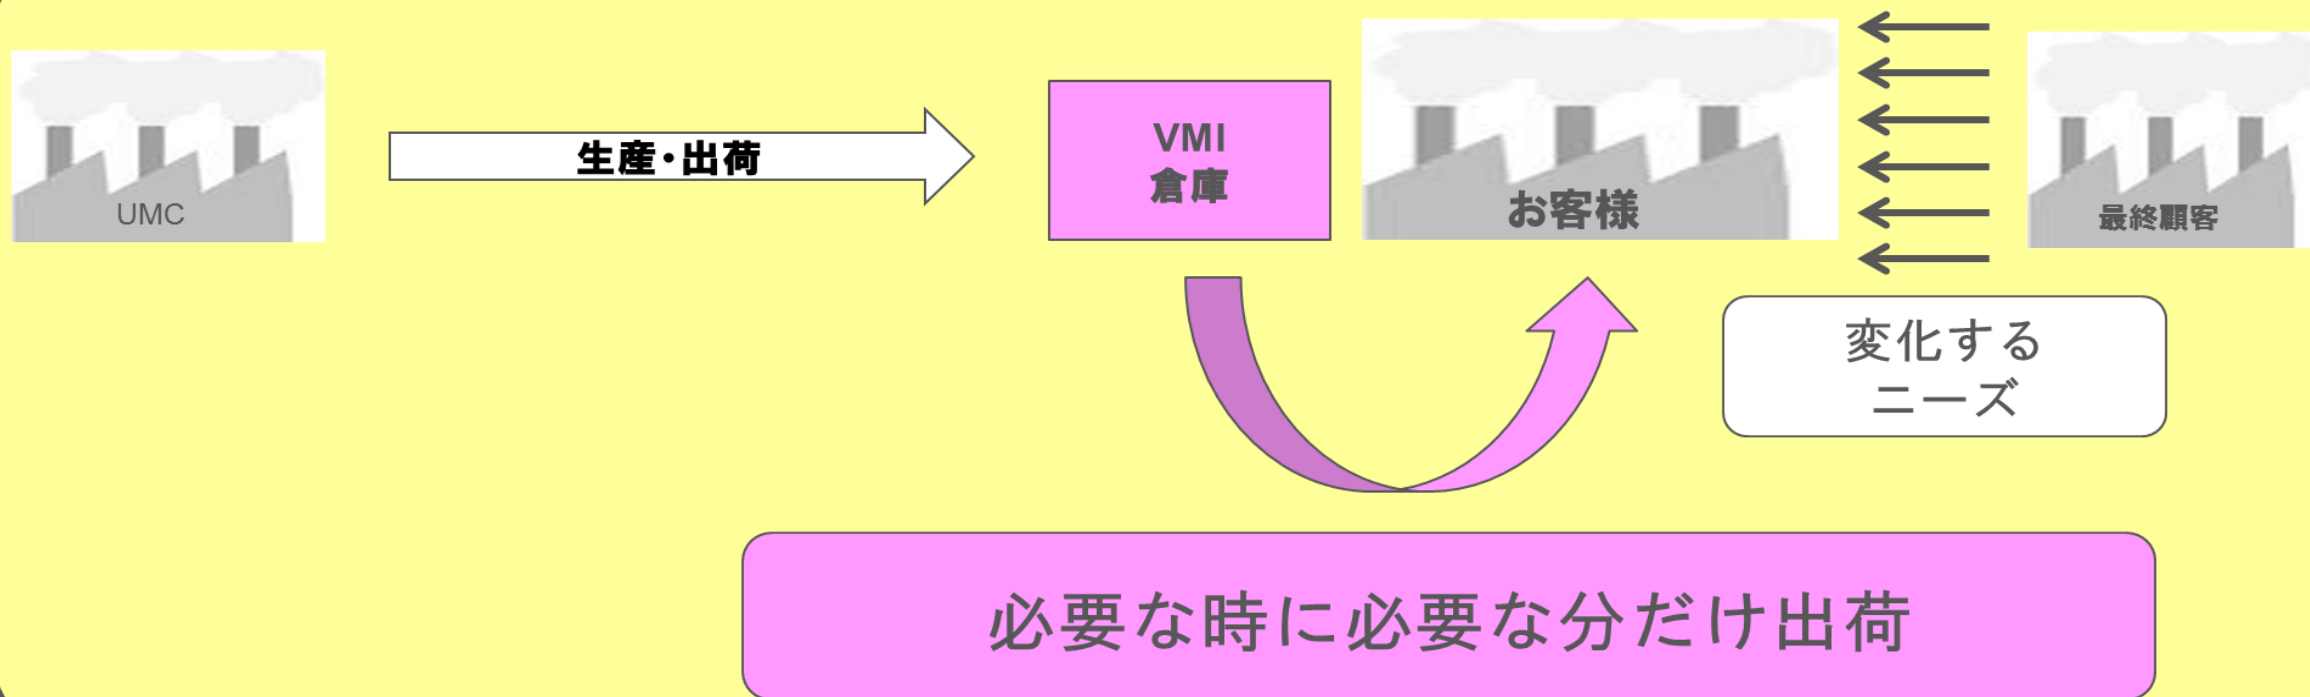 UMC
生産・出荷
VMI
倉庫
お客様
最終顧客
変化する
ニーズ
必要な時に必要な分だけ出荷